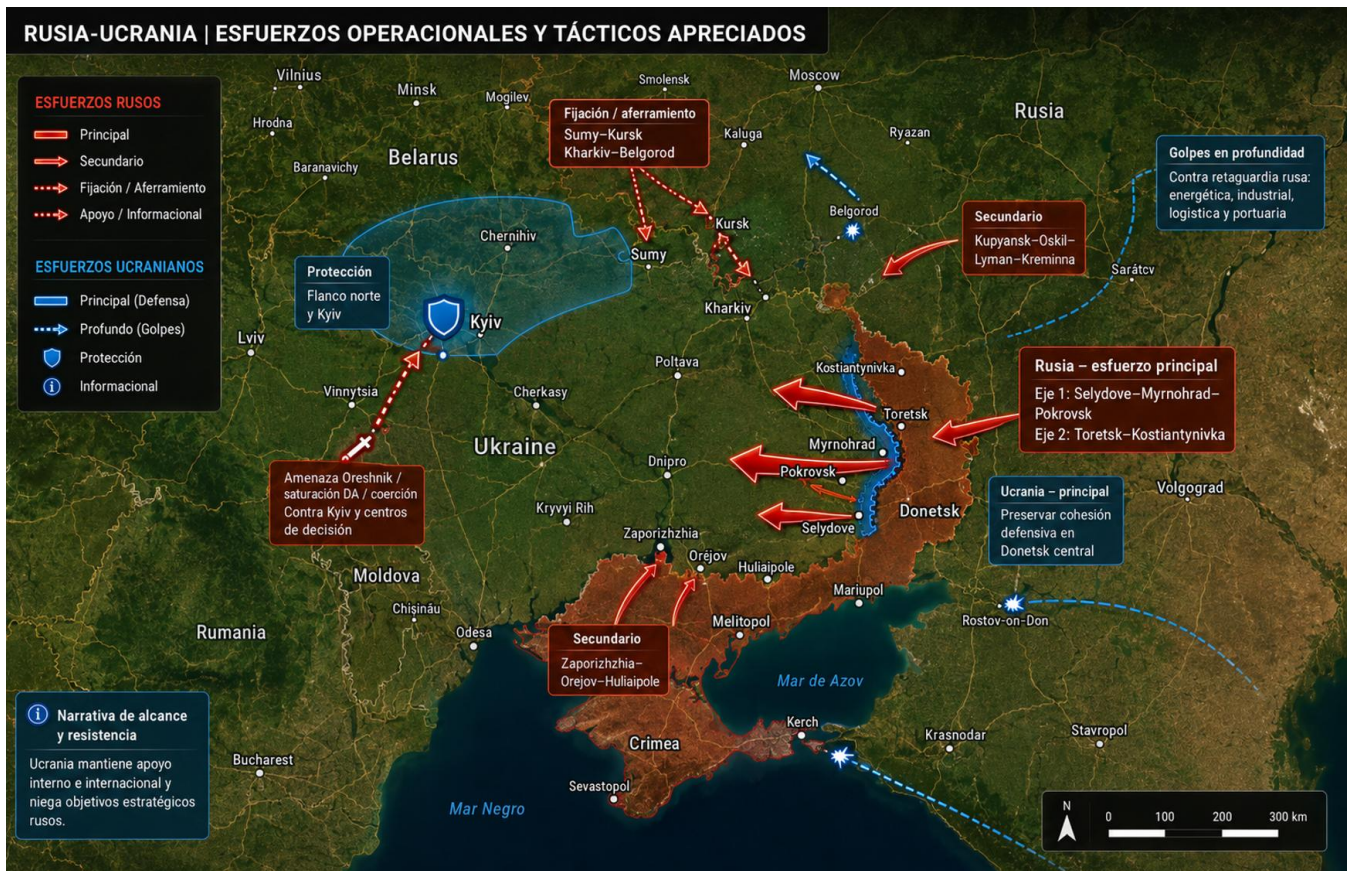 RUSIA-UCRANIA | ESFUERZOS OPERACIONALES Y TÁCTICOS APRECIADOS
ESFUERZOS RUSOS
Principal
Secundario
Fijación / Aferramiento
Apoyo / Informacional
ESFUERZOS UCRANIANOS
Principal (Defensa)
Profundo (Golpes)
Protección
Informacional
Vilnius
Minsk
Mogilev
Hrodna
Baranavichy
Belarus
Smolensk
Moscow
Kaluga
Ryazan
Rusia
Fijación / aferramiento
Sumy–Kursk
Kharkiv–Belgorod
Golpes en profundidad
Contra retaguardia rusa:
energética, industrial,
logística y portuaria
Belgorod
Kursk
Secundario
Kupyansk–Oskil–
Lyman–Kreminna
Sarátcv
Chernihiv
Sumy
Protección
Flanco norte
y Kyiv
Kyiv
Kharkiv
Lviv
Poltava
Kostiantynivka
Vinnytsia
Cherkasy
Toretsk
Rusia – esfuerzo principal
Eje 1: Selydove–Myrnohrad–
Pokrovsk
Eje 2: Toretsk–Kostiantynivka
Ukraine
Myrnohrad
Dnipro
Pokrovsk
Amenaza Oreshnik /
saturación DA / coerción
Contra Kyiv y centros
de decisión
Kryvyi Rih
Selydove
Donetsk
Ucrania – principal
Preservar cohesión
defensiva en
Donetsk central
Volgograd
Zaporizhzhia
Oréjov
Huliaipole
Moldova
Chişinău
Mariupol
Rostov-on-Don
Rumania
Odesa
Melitopol
Secundario
Zaporizhzhia–
Orejov–Huliaipole
Mar de Azov
Narrativa de alcance
y resistencia
Ucrania mantiene apoyo
interno e internacional y
niega objetivos estratégicos
rusos.
Bucharest
Crimea
Kerch
Krasnodar
Stavropol
Sevastopol
Mar Negro
N
0 100 200 300 km